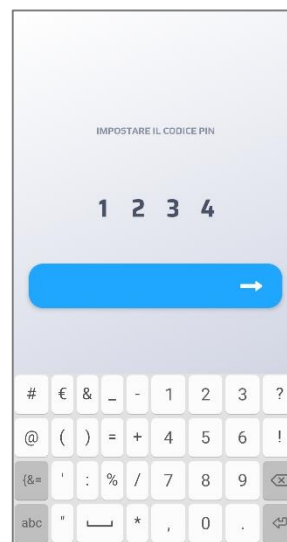 IMPOSTARE IL CODICE PIN
1 2 3 4
# € & _ - 1 2 3 ?
@ ( ) = + 4 5 6 !
{&= ' : % / 7 8 9
abc " * , 0 .